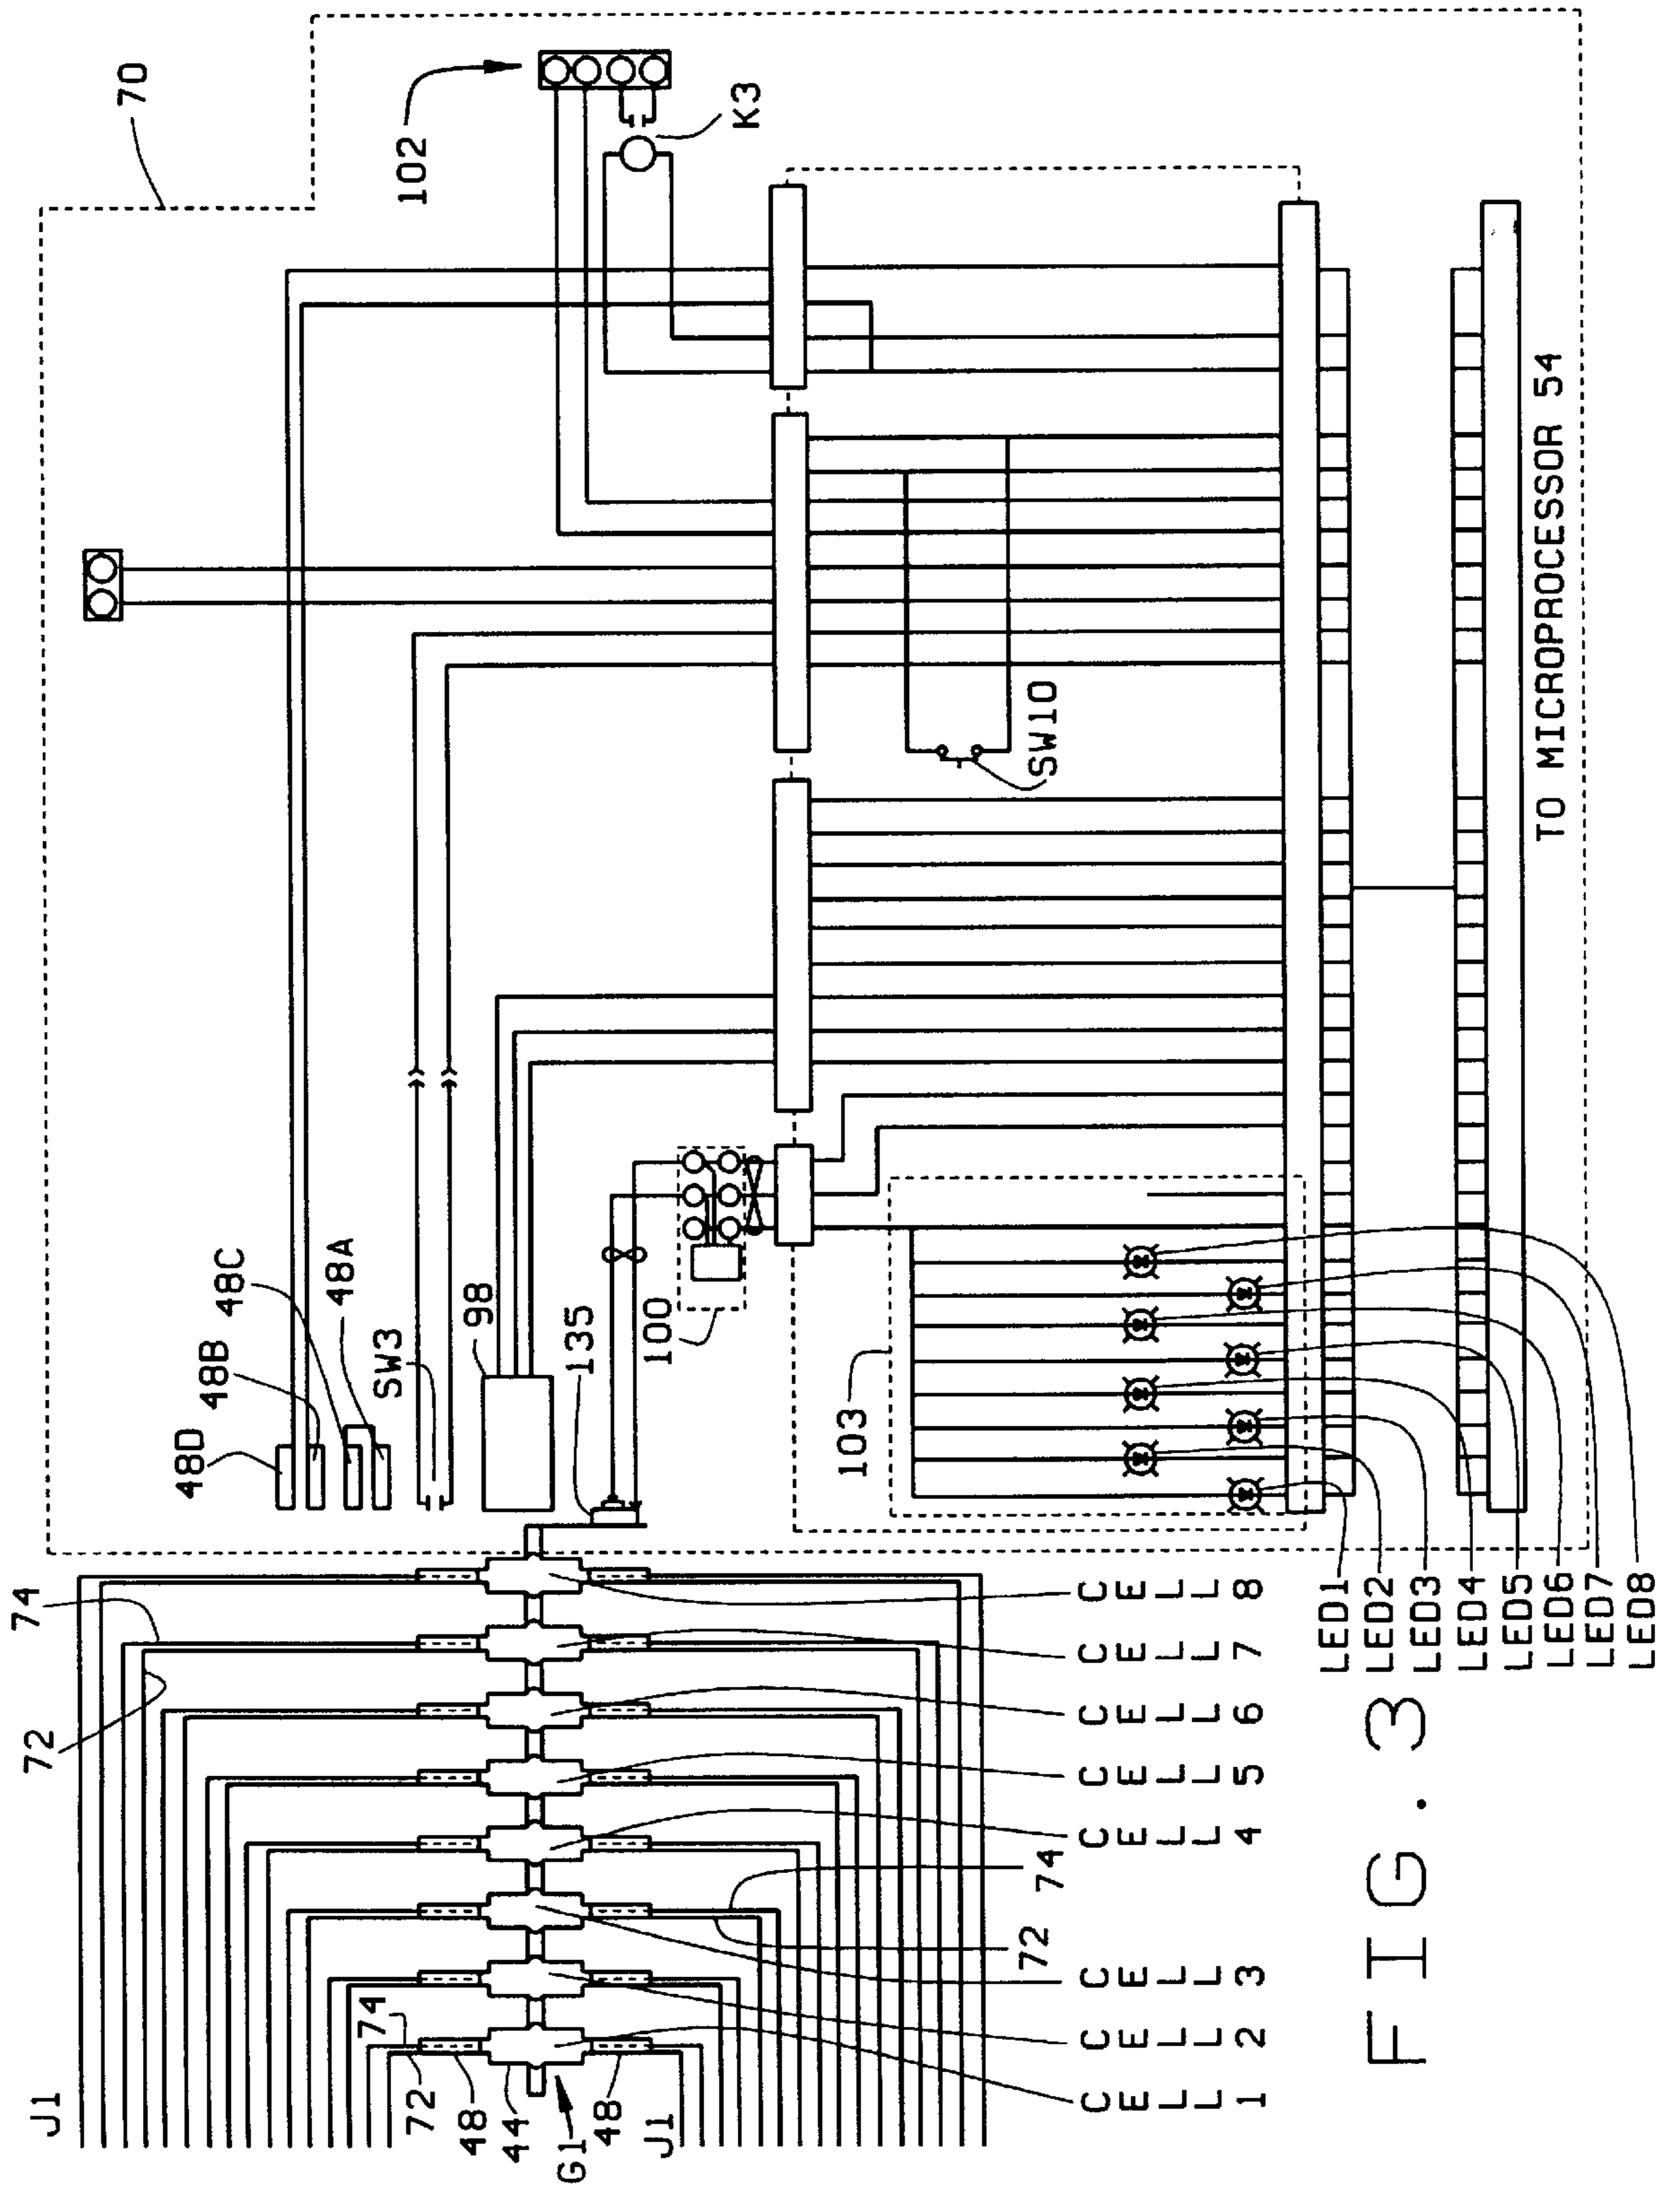 J1
74
72
70
102
K3
48D
48B
48C
48A
SW3
98
135
100
103
SW10
TO MICROPROCESSOR 54
74
72
48
44
G1
48
J1
72
74
CELL 1
CELL 2
CELL 3
CELL 4
CELL 5
CELL 6
CELL 7
CELL 8
LED1
LED2
LED3
LED4
LED5
LED6
LED7
LED8
FIG. 3